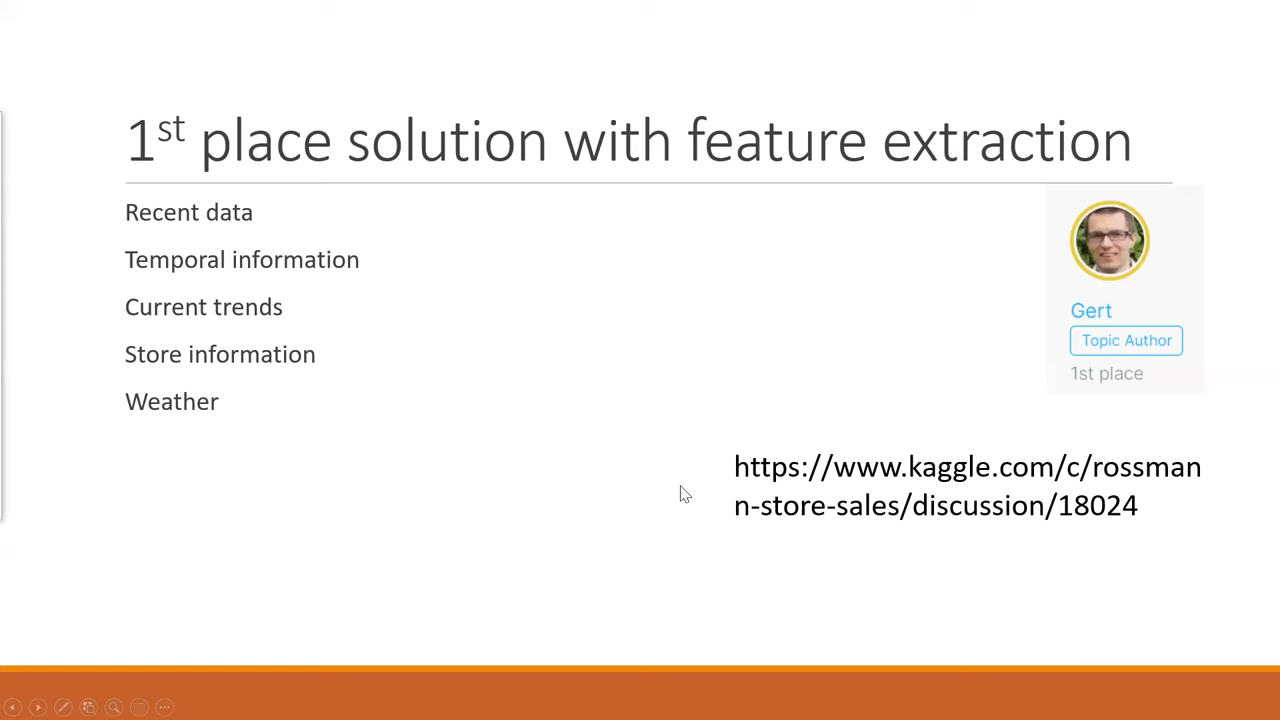 1st place solution with feature extraction
Recent data
Temporal information
Current trends
Store information
Weather
Gert
Topic Author
1st place
https://www.kaggle.com/c/rossman
n-store-sales/discussion/18024